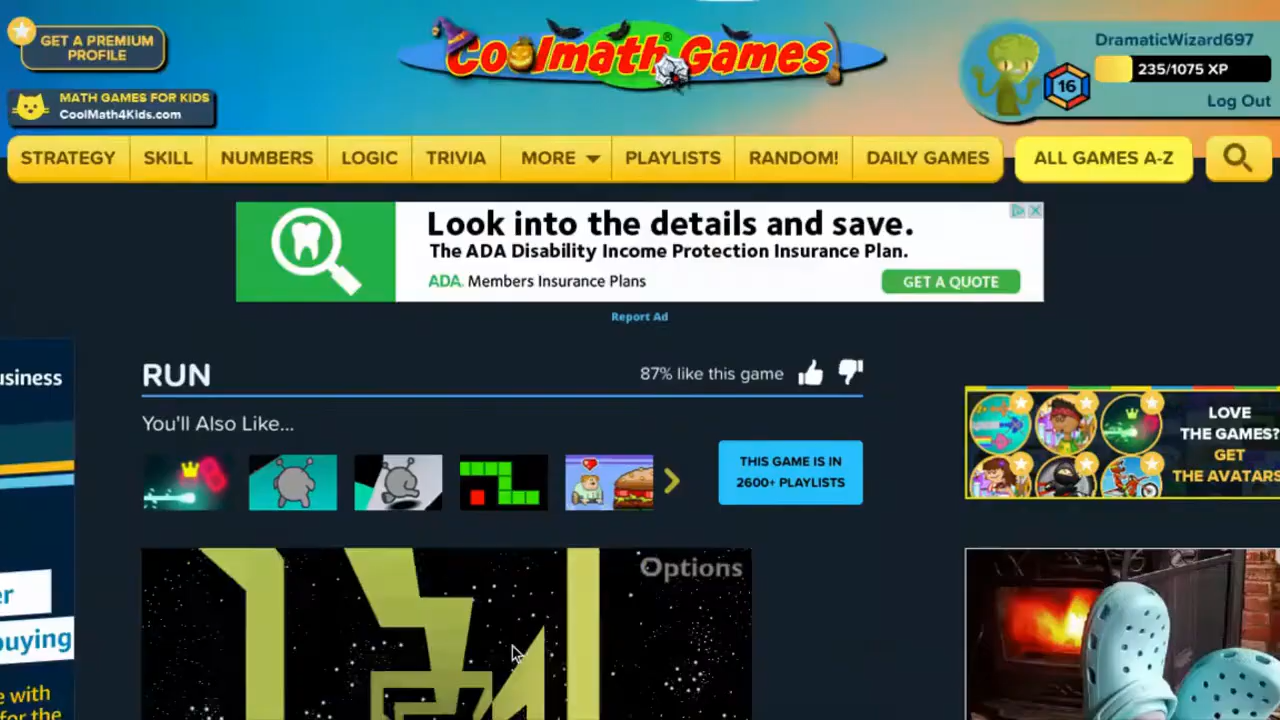 GET A PREMIUM
PROFILE
MATH GAMES FOR KIDS
CoolMath4Kids.com
Coolmath Games®
DramaticWizard697
16
235/1075 XP
Log Out
STRATEGY SKILL NUMBERS LOGIC TRIVIA MORE PLAYLISTS RANDOM! DAILY GAMES ALL GAMES A-Z
Look into the details and save.
The ADA Disability Income Protection Insurance Plan.
ADA. Members Insurance Plans
GET A QUOTE
Report Ad
usiness
er
buying
e with
for the
RUN
87% like this game
You'll Also Like...
THIS GAME IS IN
2600+ PLAYLISTS
Options
LOVE
THE GAMES?
GET
THE AVATARS